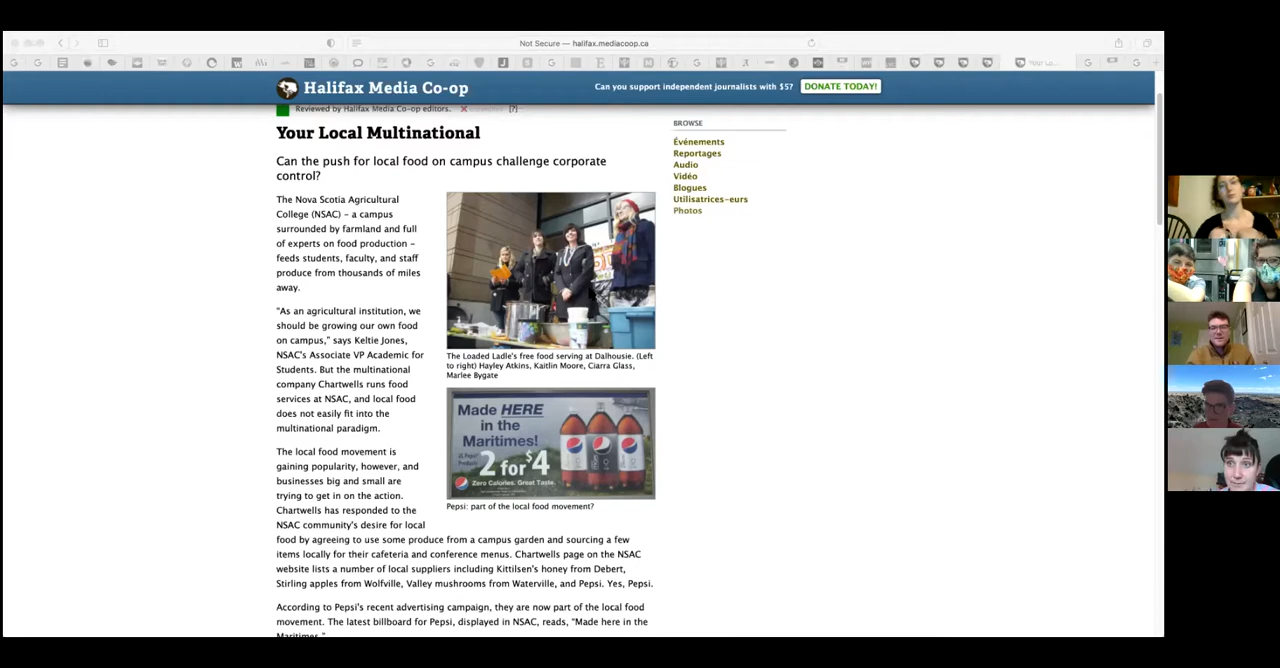 Not Secure — halifax.mediacoop.ca
Your Lo...
Halifax Media Co-op
Can you support independent journalists with $5?
DONATE TODAY!
Reviewed by Halifax Media Co-op editors.
[?]
Your Local Multinational
Can the push for local food on campus challenge corporate
control?
The Nova Scotia Agricultural
College (NSAC) – a campus
surrounded by farmland and full
of experts on food production –
feeds students, faculty, and staff
produce from thousands of miles
away.
"As an agricultural institution, we
should be growing our own food
on campus," says Keltie Jones,
NSAC's Associate VP Academic for
Students. But the multinational
company Chartwells runs food
services at NSAC, and local food
does not easily fit into the
multinational paradigm.
The local food movement is
gaining popularity, however, and
businesses big and small are
trying to get in on the action.
Chartwells has responded to the
NSAC community's desire for local
food by agreeing to use some produce from a campus garden and sourcing a few
items locally for their cafeteria and conference menus. Chartwells page on the NSAC
website lists a number of local suppliers including Kittilsen's honey from Debert,
Stirling apples from Wolfville, Valley mushrooms from Waterville, and Pepsi. Yes, Pepsi.
According to Pepsi's recent advertising campaign, they are now part of the local food
movement. The latest billboard for Pepsi, displayed in NSAC, reads, "Made here in the
Maritimes."
The Loaded Ladle's free food serving at Dalhousie. (Left
to right) Hayley Atkins, Kaitlin Moore, Ciarra Glass,
Marlee Bygate
Made HERE
in the
Maritimes!
2 for $4
Zero Calories. Great Taste.
Pepsi: part of the local food movement?
BROWSE
Événements
Reportages
Audio
Vidéo
Blogues
Utilisatrices-eurs
Photos